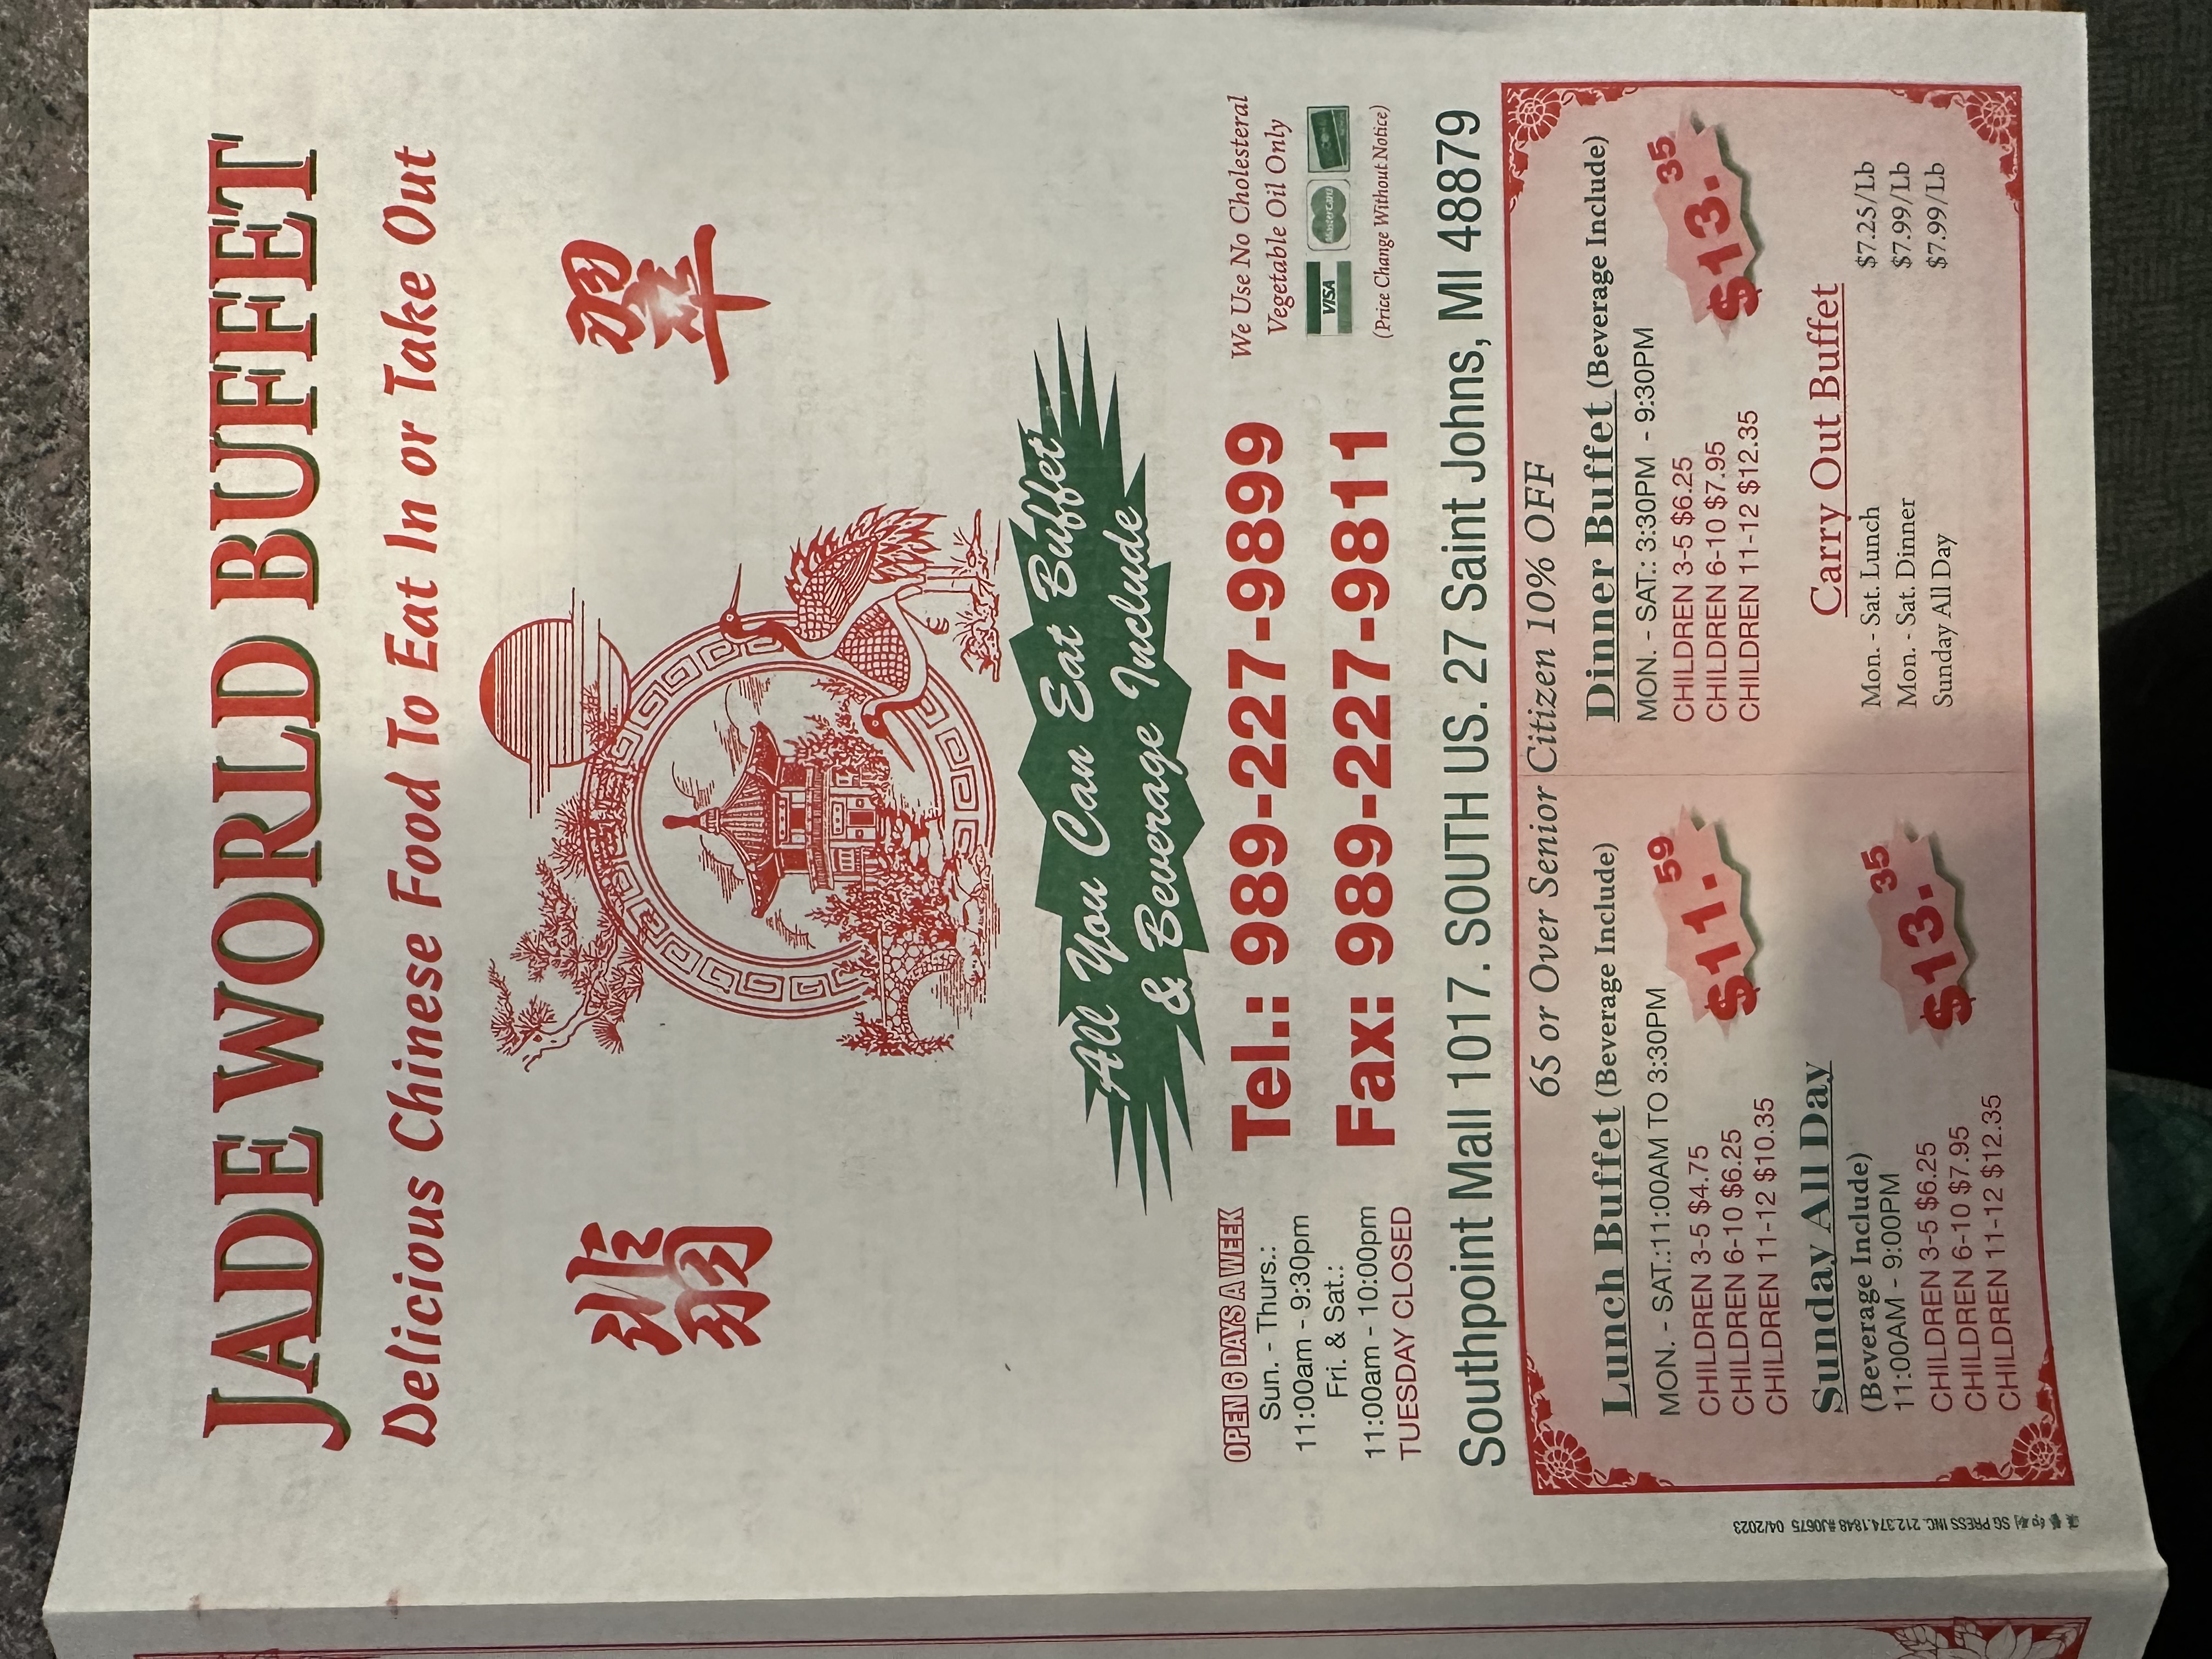 JADE WORLD BUFFET
Delicious Chinese Food To Eat In or Take Out
翡 翠
All You Can Eat Buffet
& Beverage Include
OPEN 6 DAYS A WEEK
Sun. - Thurs.:
11:00am - 9:30pm
Fri. & Sat.:
11:00am - 10:00pm
TUESDAY CLOSED
Tel.: 989-227-9899
Fax: 989-227-9811
We Use No Cholesteral
Vegetable Oil Only
VISA MasterCard
(Price Change Without Notice)
Southpoint Mall 1017. SOUTH US. 27 Saint Johns, MI 48879
65 or Over Senior Citizen 10% OFF
Lunch Buffet (Beverage Include)
MON. - SAT.:11:00AM TO 3:30PM
CHILDREN 3-5 $4.75
CHILDREN 6-10 $6.25
CHILDREN 11-12 $10.35
$11.59
Sunday All Day
(Beverage Include)
11:00AM - 9:00PM
CHILDREN 3-5 $6.25
CHILDREN 6-10 $7.95
CHILDREN 11-12 $12.35
$13.35
Dinner Buffet (Beverage Include)
MON. - SAT.: 3:30PM - 9:30PM
CHILDREN 3-5 $6.25
CHILDREN 6-10 $7.95
CHILDREN 11-12 $12.35
$13.35
Carry Out Buffet
Mon. - Sat. Lunch $7.25/Lb
Mon. - Sat. Dinner $7.99/Lb
Sunday All Day $7.99/Lb
印刷 SG PRESS INC. 212.374.1848 #J0675 04/2023